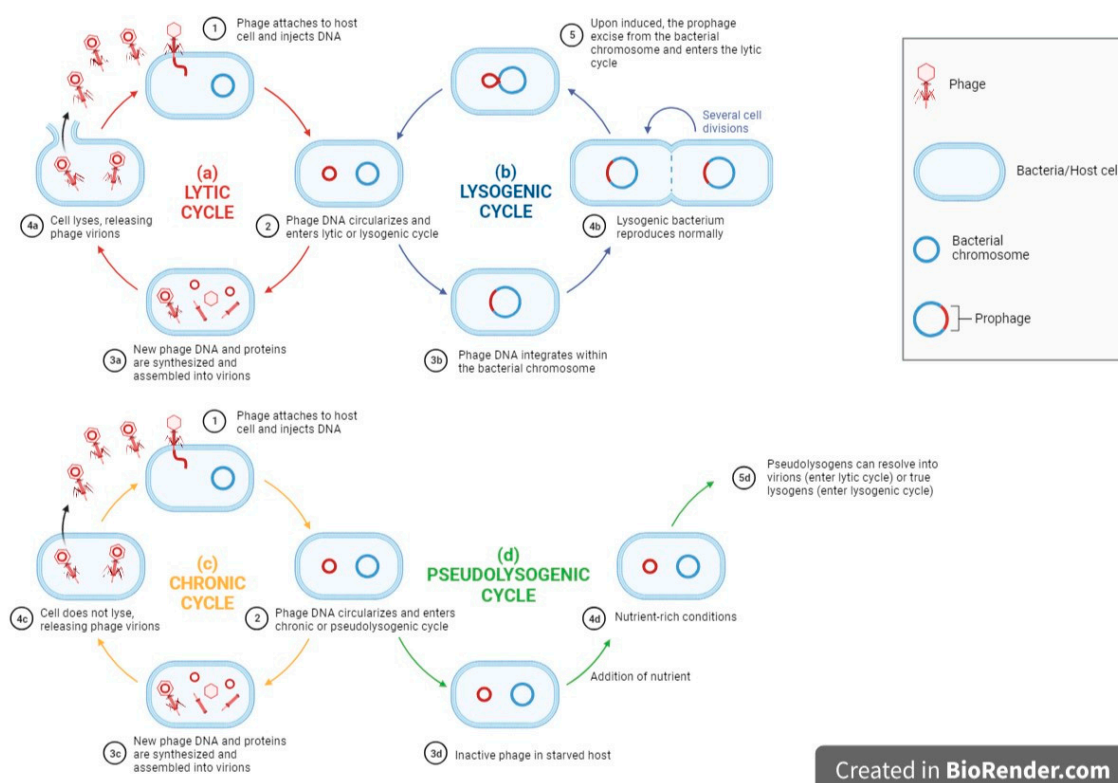 1
Phage attaches to host
cell and injects DNA
5
Upon induced, the prophage
excise from the bacterial
chromosome and enters the lytic
cycle
Several cell
divisions
(a)
LYTIC
CYCLE
(b)
LYSOGENIC
CYCLE
4a
Cell lyses, releasing
phage virions
2
Phage DNA circularizes and
enters lytic or lysogenic cycle
4b
Lysogenic bacterium
reproduces normally
3a
New phage DNA and proteins
are synthesized and
assembled into virions
3b
Phage DNA integrates within
the bacterial chromosome
Phage
Bacteria/Host cell
Bacterial
chromosome
Prophage
1
Phage attaches to host
cell and injects DNA
5d
Pseudolysogens can resolve into
virions (enter lytic cycle) or true
lysogens (enter lysogenic cycle)
(c)
CHRONIC
CYCLE
(d)
PSEUDOLYSOGENIC
CYCLE
4c
Cell does not lyse,
releasing phage virions
2
Phage DNA circularizes and enters
chronic or pseudolysogenic cycle
4d
Nutrient-rich conditions
Addition of nutrient
3c
New phage DNA and proteins
are synthesized and
assembled into virions
3d
Inactive phage in starved host
Created in BioRender.com